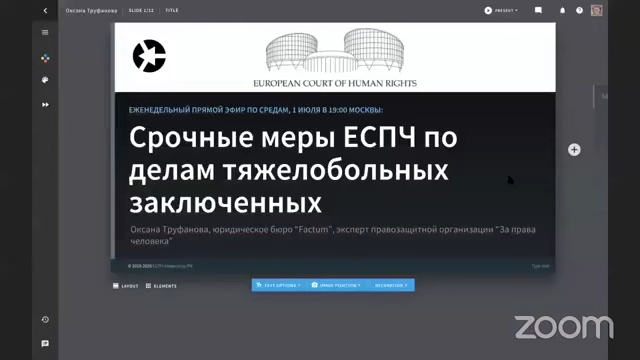 Оксана Труфанова
SLIDE 1/12
TITLE
PRESENT
EUROPEAN COURT OF HUMAN RIGHTS
ЕЖЕНЕДЕЛЬНЫЙ ПРЯМОЙ ЭФИР ПО СРЕДАМ, 1 ИЮЛЯ В 19:00 МОСКВЫ:
Срочные меры ЕСПЧ по
делам тяжелобольных
заключенных
Оксана Труфанова, юридическое бюро "Factum", эксперт правозащитной организации "За права
человека"
LAYOUT
ELEMENTS
TEXT OPTIONS
IMAGE POSITION
DECORATION
zoom